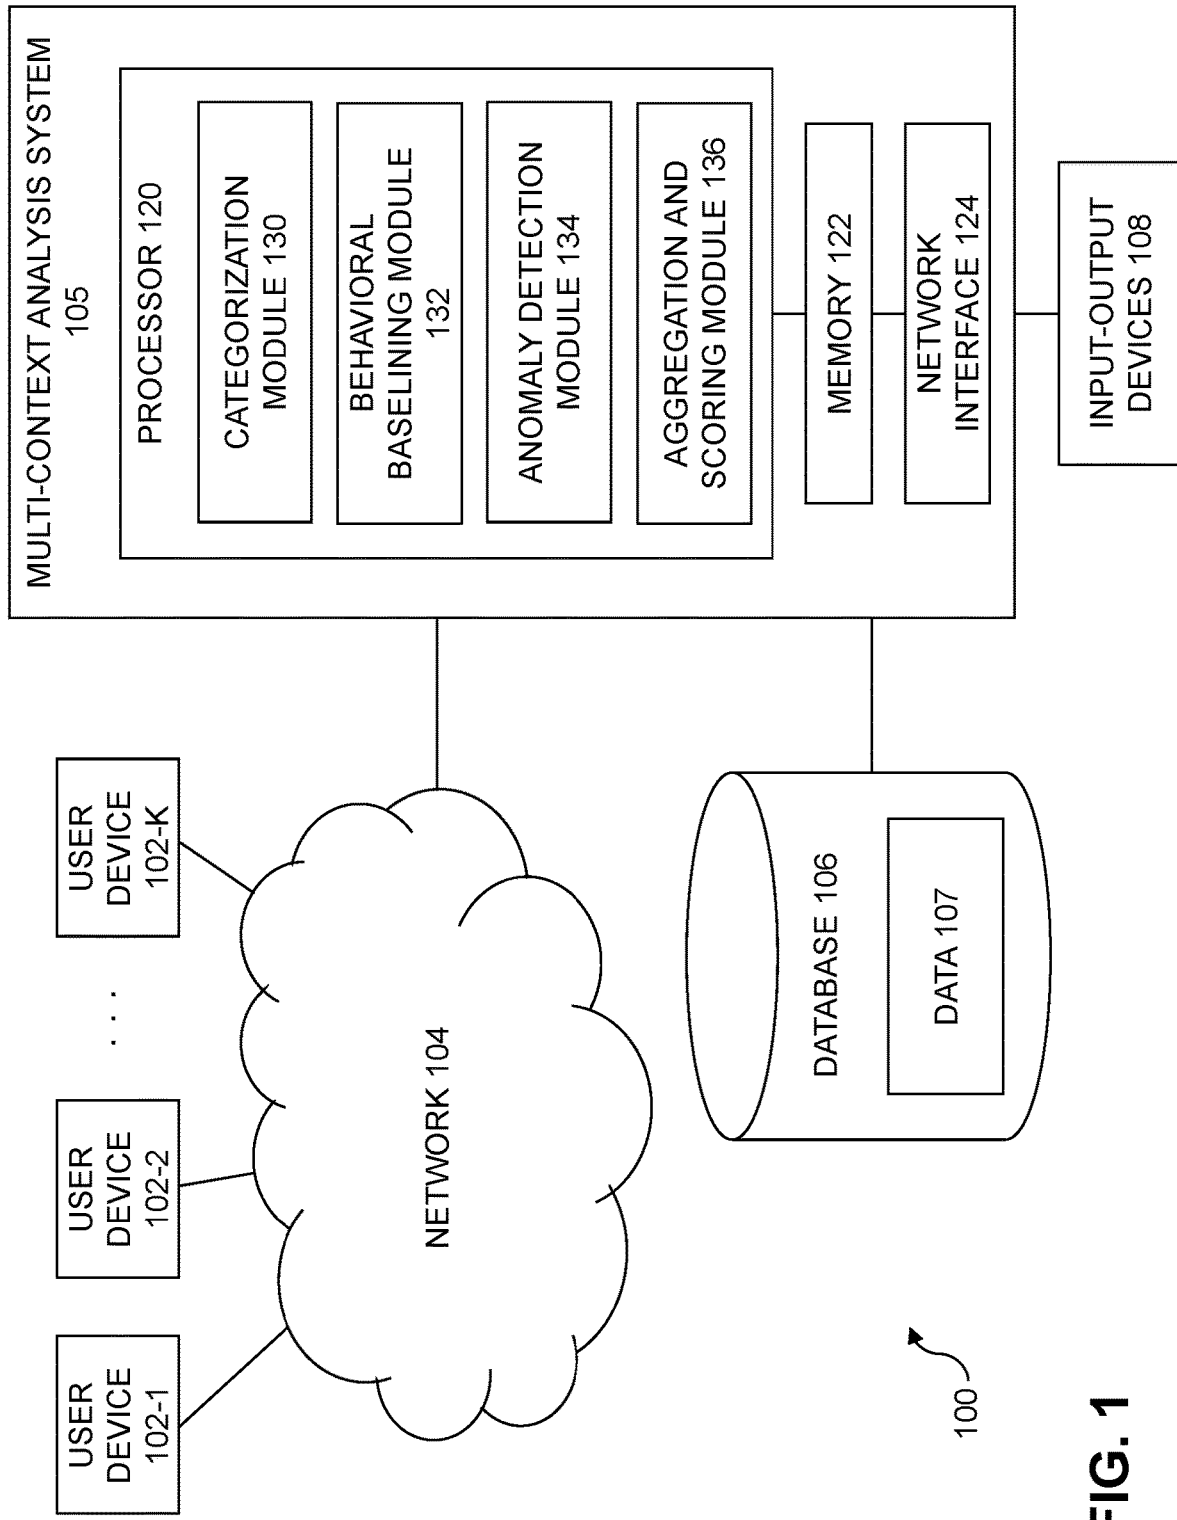 USER
DEVICE
102-1
USER
DEVICE
102-2
. . .
USER
DEVICE
102-K
NETWORK 104
MULTI-CONTEXT ANALYSIS SYSTEM
105
PROCESSOR 120
CATEGORIZATION
MODULE 130
BEHAVIORAL
BASELINING MODULE
132
ANOMALY DETECTION
MODULE 134
AGGREGATION AND
SCORING MODULE 136
MEMORY 122
NETWORK
INTERFACE 124
DATABASE 106
DATA 107
INPUT-OUTPUT
DEVICES 108
100
FIG. 1